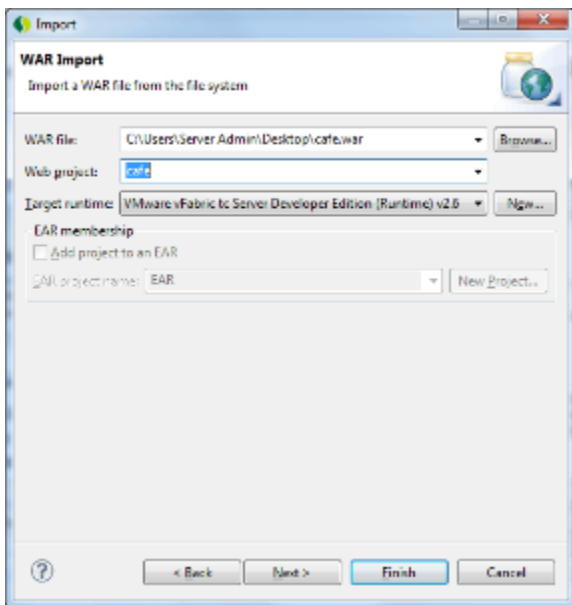 Import
WAR Import
Import a WAR file from the file system
WAR file: C:\Users\Server Admin\Desktop\cafe.war Browse...
Web project: cafe
Target runtime: VMware vFabric tc Server Developer Edition (Runtime) v2.6 New...
EAR membership
Add project to an EAR
EAR project name: EAR New Project...
< Back Next > Finish Cancel